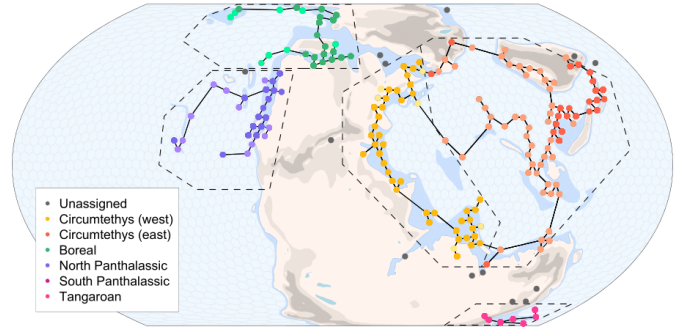 Unassigned
Circumtethys (west)
Circumtethys (east)
Boreal
North Panthalassic
South Panthalassic
Tangaroan